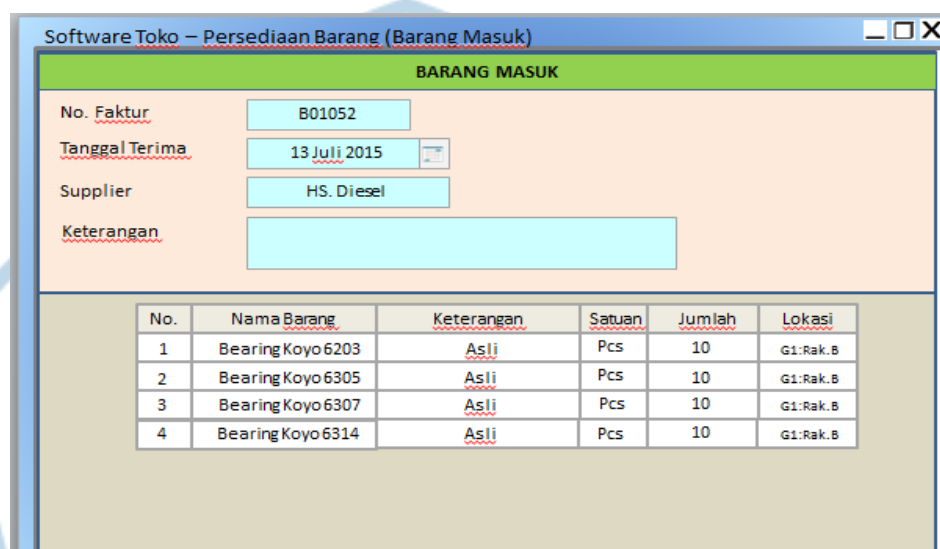 Software Toko – Persediaan Barang (Barang Masuk)
BARANG MASUK
No. Faktur B01052
Tanggal Terima 13 Juli 2015
Supplier HS. Diesel
Keterangan
No. Nama Barang Keterangan Satuan Jumlah Lokasi
1 Bearing Koyo 6203 Asli Pcs 10 G1:Rak.B
2 Bearing Koyo 6305 Asli Pcs 10 G1:Rak.B
3 Bearing Koyo 6307 Asli Pcs 10 G1:Rak.B
4 Bearing Koyo 6314 Asli Pcs 10 G1:Rak.B